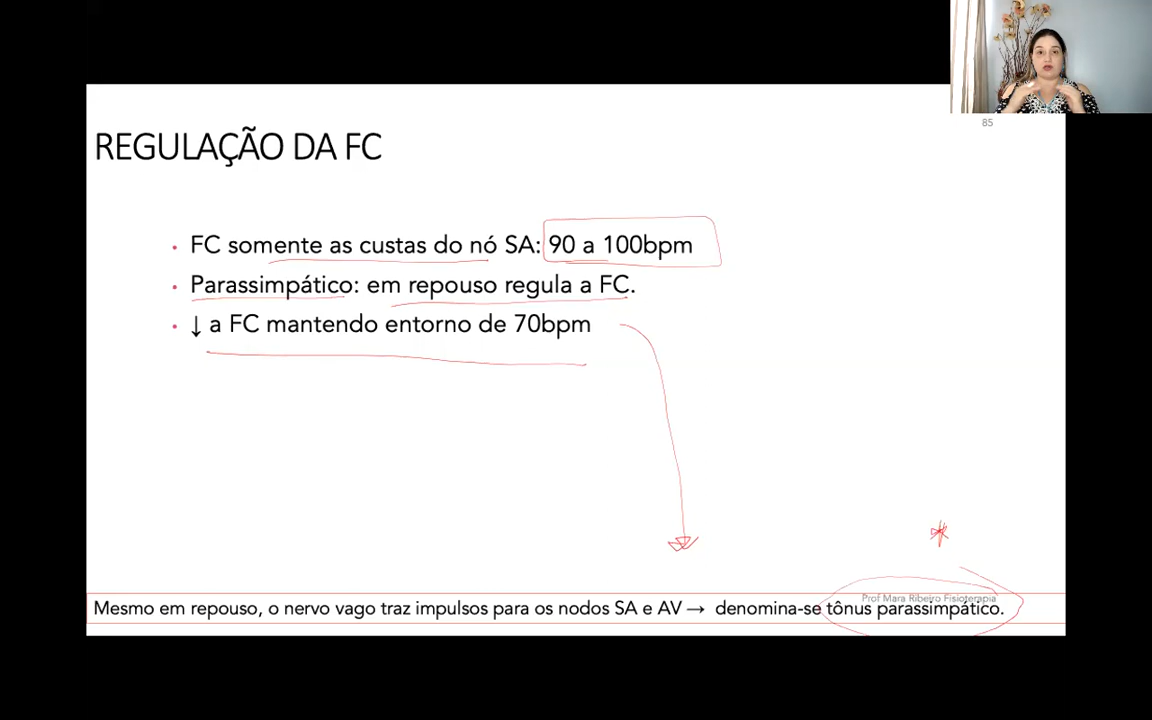 85
REGULAÇÃO DA FC
• FC somente as custas do nó SA: 90 a 100bpm
• Parassimpático: em repouso regula a FC.
• ↓ a FC mantendo entorno de 70bpm
Prof Mara Ribeiro Fisioterapia
Mesmo em repouso, o nervo vago traz impulsos para os nodos SA e AV → denomina-se tônus parassimpático.